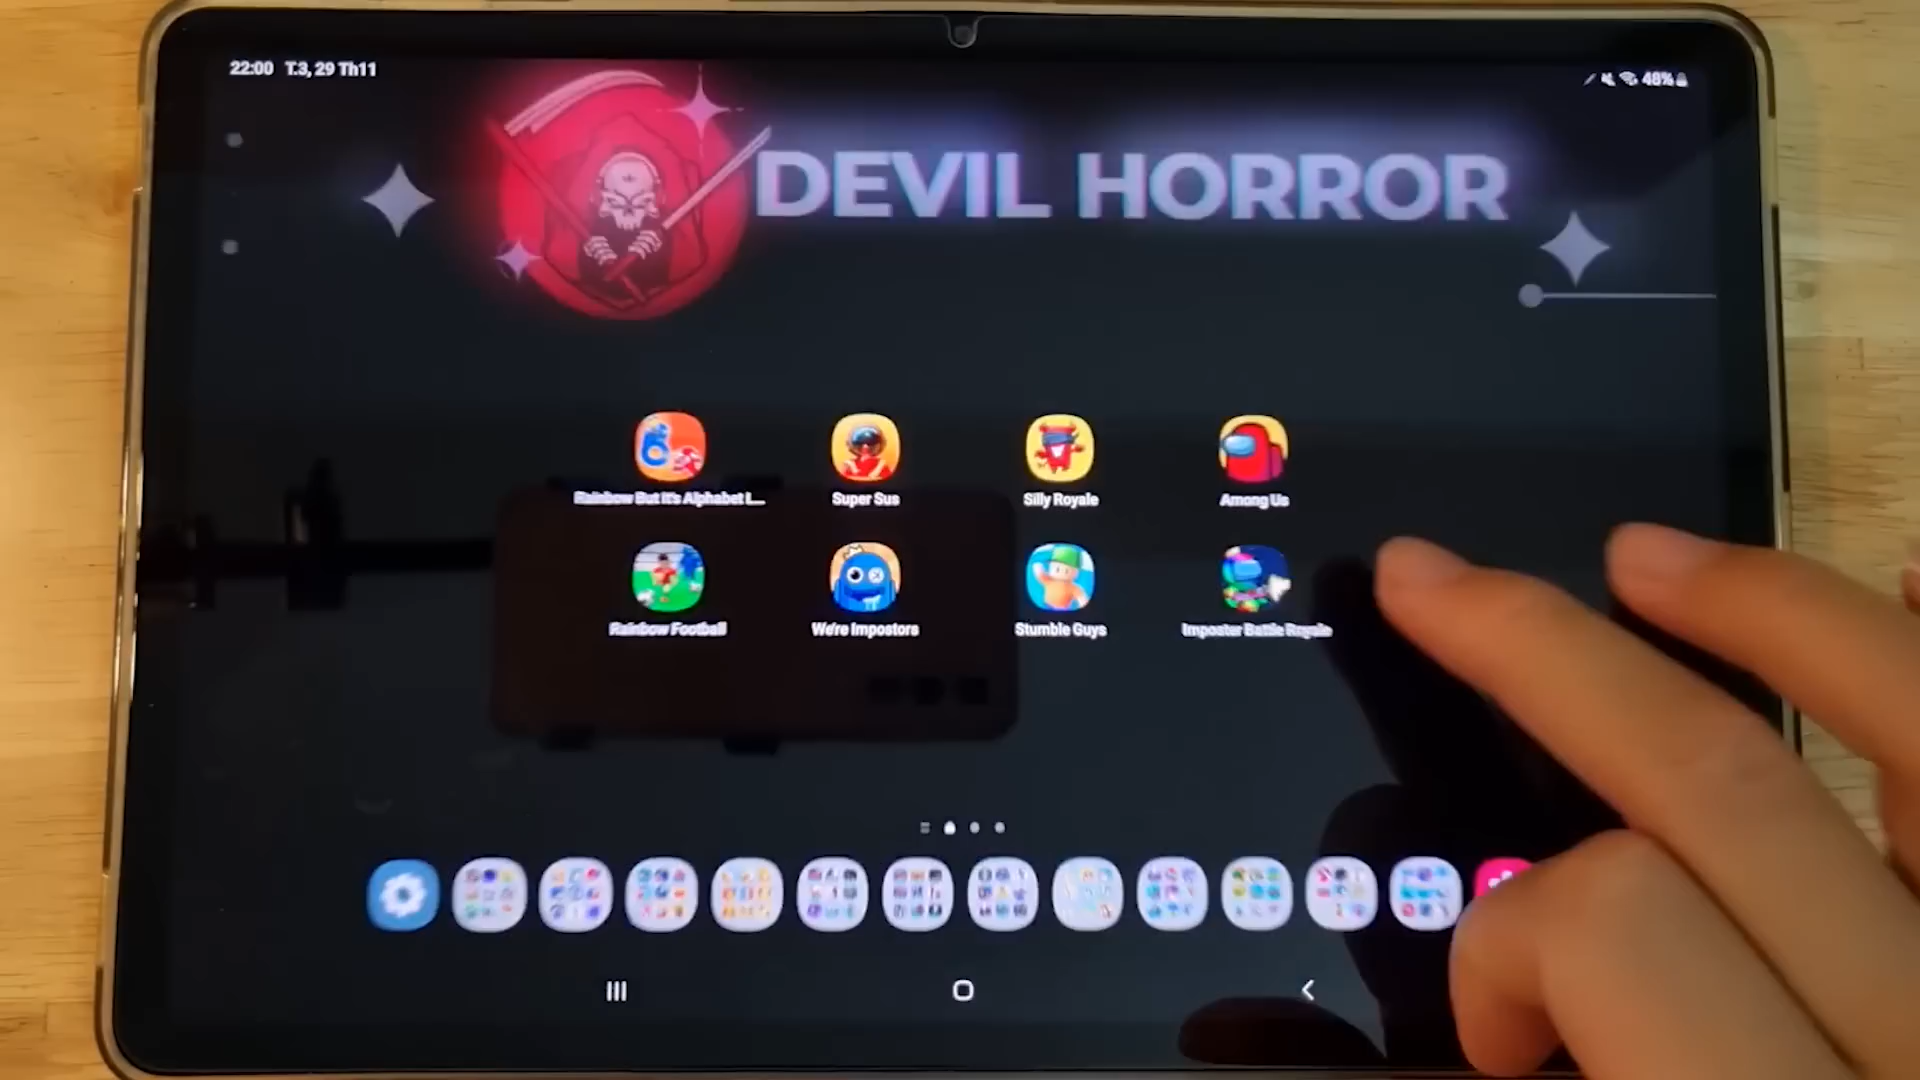 22:00 T.3, 29 Th11
48%
DEVIL HORROR
Rainbow But It's Alphabet L...
Super Sus
Silly Royale
Among Us
Rainbow Football
We're Impostors
Stumble Guys
Imposter Battle Royale